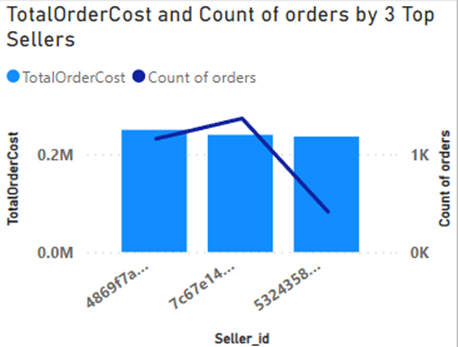 TotalOrderCost and Count of orders by 3 Top
Sellers
TotalOrderCost Count of orders
TotalOrderCost
0.2M
0.0M
1K
0K
Count of orders
4869f7a...
7c67e14...
5324358...
Seller_id